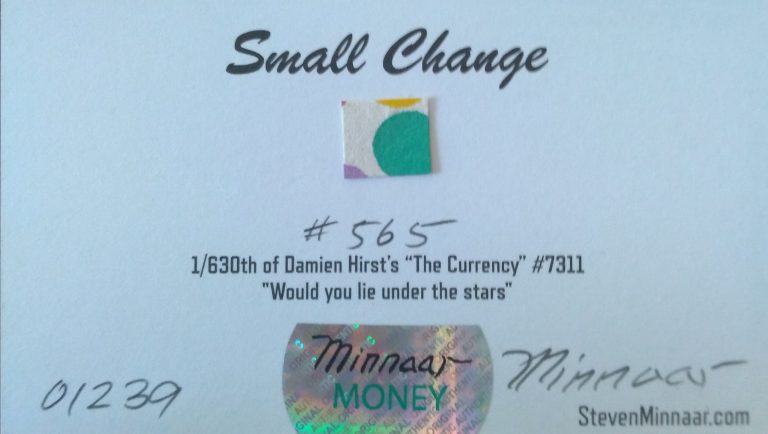 Small Change
# 565
1/630th of Damien Hirst's "The Currency" #7311
"Would you lie under the stars"
Minnaar
MONEY
01239
Minnaar
StevenMinnaar.com